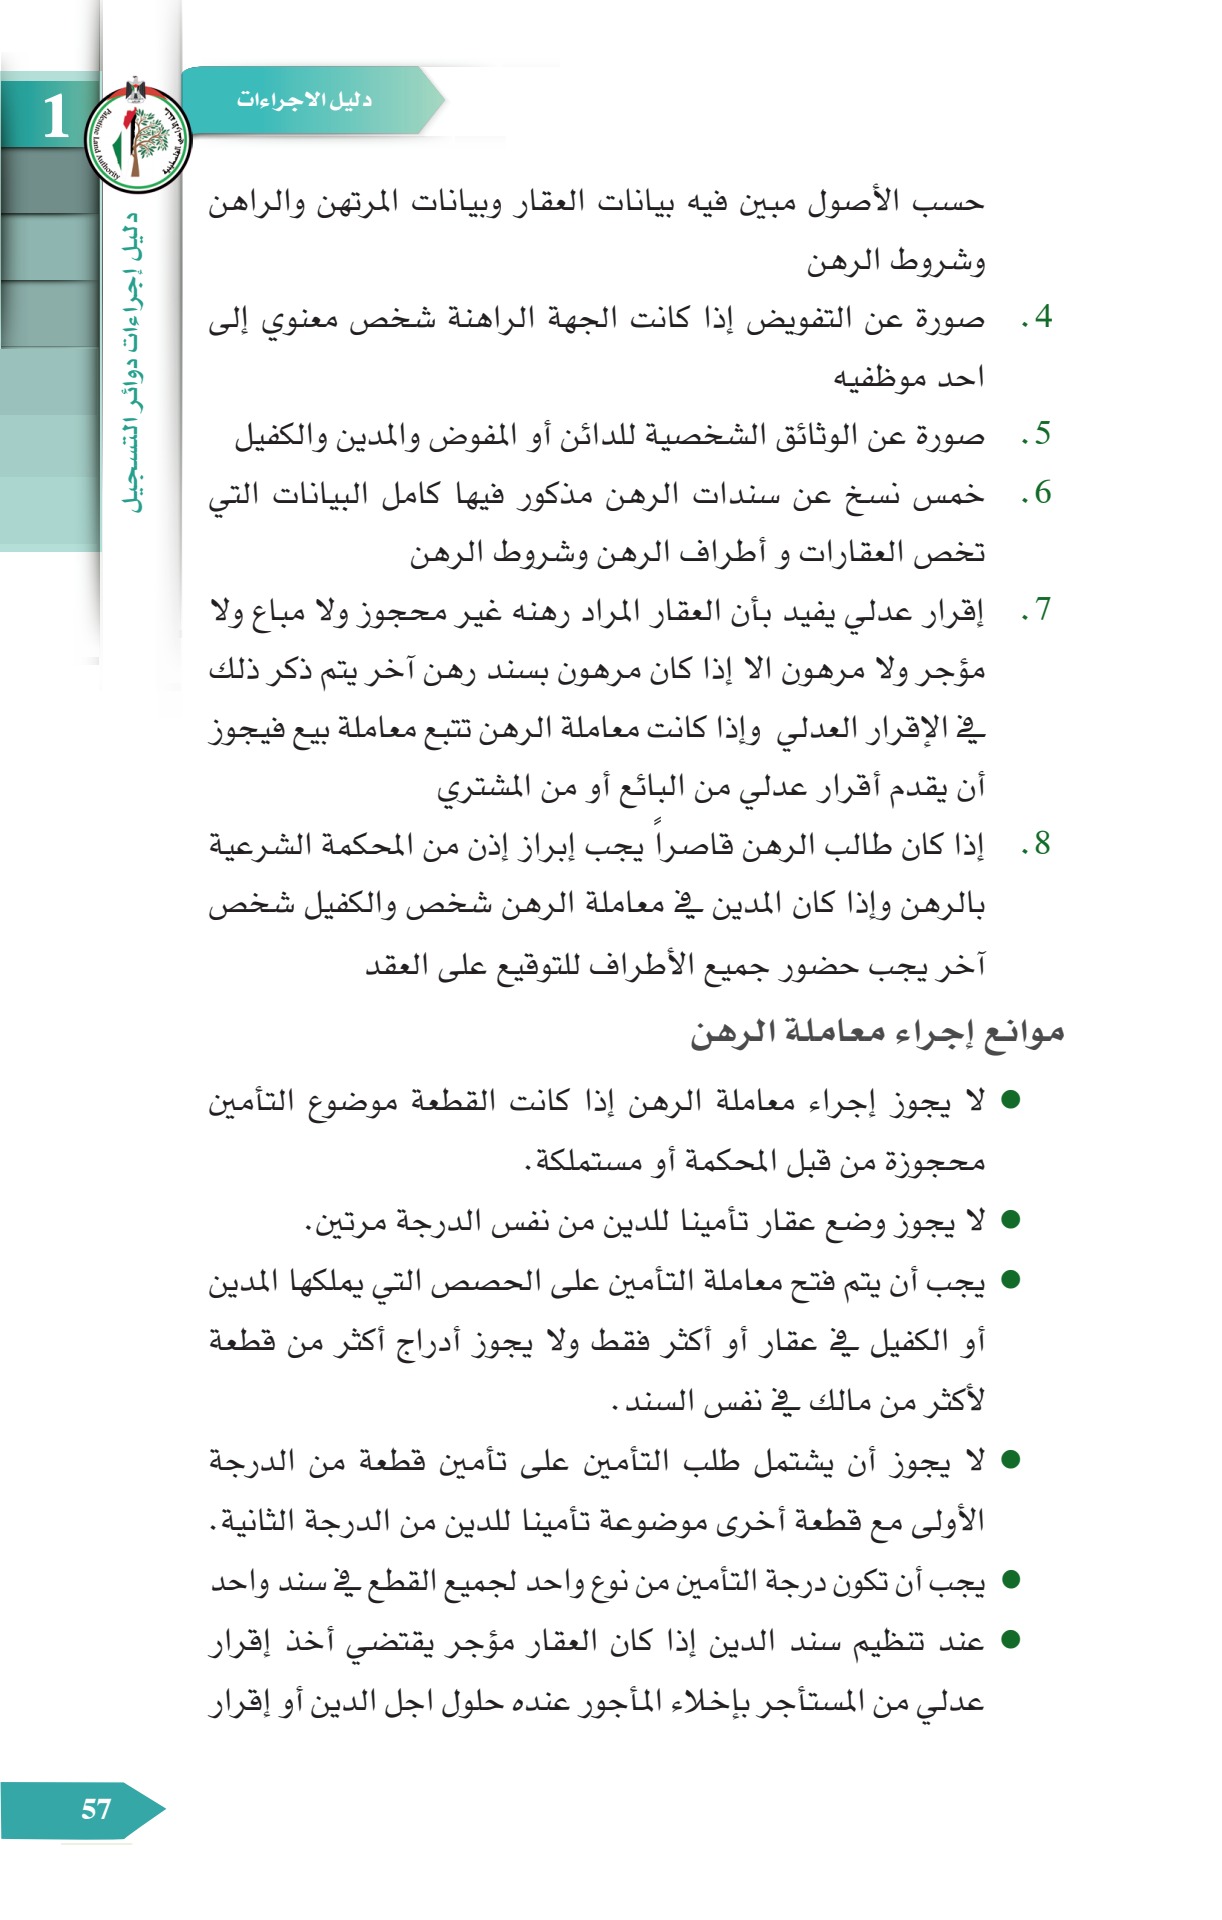 دليل الاجراءات
1
Palestine Land Authority
دليل إجراءات دوائر التسجيل
حسب الأصول مبين فيه بيانات العقار وبيانات المرتهن والراهن
وشروط الرهن
4. صورة عن التفويض إذا كانت الجهة الراهنة شخص معنوي إلى
احد موظفيه
5. صورة عن الوثائق الشخصية للدائن أو المفوض والمدين والكفيل
6. خمس نسخ عن سندات الرهن مذكور فيها كامل البيانات التي
تخص العقارات و أطراف الرهن وشروط الرهن
7. إقرار عدلي يفيد بأن العقار المراد رهنه غير محجوز ولا مباع ولا
مؤجر ولا مرهون الا إذا كان مرهون بسند رهن آخر يتم ذكر ذلك
في الإقرار العدلي وإذا كانت معاملة الرهن تتبع معاملة بيع فيجوز
أن يقدم أقرار عدلي من البائع أو من المشتري
8. إذا كان طالب الرهن قاصراً يجب إبراز إذن من المحكمة الشرعية
بالرهن وإذا كان المدين في معاملة الرهن شخص والكفيل شخص
آخر يجب حضور جميع الأطراف للتوقيع على العقد
موانع إجراء معاملة الرهن
● لا يجوز إجراء معاملة الرهن إذا كانت القطعة موضوع التأمين
محجوزة من قبل المحكمة أو مستملكة.
● لا يجوز وضع عقار تأمينا للدين من نفس الدرجة مرتين.
● يجب أن يتم فتح معاملة التأمين على الحصص التي يملكها المدين
أو الكفيل في عقار أو أكثر فقط ولا يجوز أدراج أكثر من قطعة
لأكثر من مالك في نفس السند.
● لا يجوز أن يشتمل طلب التأمين على تأمين قطعة من الدرجة
الأولى مع قطعة أخرى موضوعة تأمينا للدين من الدرجة الثانية.
● يجب أن تكون درجة التأمين من نوع واحد لجميع القطع في سند واحد
● عند تنظيم سند الدين إذا كان العقار مؤجر يقتضي أخذ إقرار
عدلي من المستأجر بإخلاء المأجور عنده حلول اجل الدين أو إقرار
57